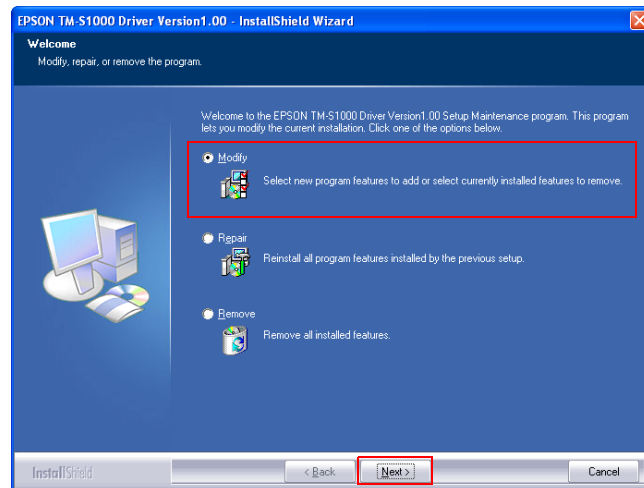 EPSON TM-S1000 Driver Version1.00 - InstallShield Wizard
Welcome
Modify, repair, or remove the program.
Welcome to the EPSON TM-S1000 Driver Version1.00 Setup Maintenance program. This program
lets you modify the current installation. Click one of the options below.
Modify
Select new program features to add or select currently installed features to remove.
Repair
Reinstall all program features installed by the previous setup.
Remove
Remove all installed features.
InstallShield
< Back
Next >
Cancel